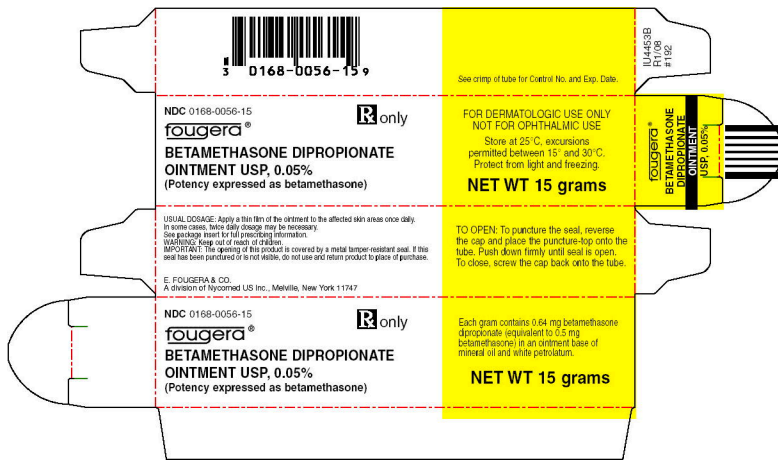 3 0168-0056-15 9
See crimp of tube for Control No. and Exp. Date.
IU4453B
R1/08
#192
NDC 0168-0056-15
Rx only
fougera®
BETAMETHASONE DIPROPIONATE
OINTMENT USP, 0.05%
(Potency expressed as betamethasone)
FOR DERMATOLOGIC USE ONLY
NOT FOR OPHTHALMIC USE
Store at 25°C, excursions
permitted between 15° and 30°C.
Protect from light and freezing.
NET WT 15 grams
fougera®
BETAMETHASONE
DIPROPIONATE
OINTMENT
USP, 0.05%
USUAL DOSAGE: Apply a thin film of the ointment to the affected skin areas once daily.
In some cases, twice daily dosage may be necessary.
See package insert for full prescribing information.
WARNING: Keep out of reach of children.
IMPORTANT: The opening of this product is covered by a metal tamper-resistant seal. If this
seal has been punctured or is not visible, do not use and return product to place of purchase.
E. FOUGERA & CO.
A division of Nycomed US Inc., Melville, New York 11747
TO OPEN: To puncture the seal, reverse
the cap and place the puncture-top onto the
tube. Push down firmly until seal is open.
To close, screw the cap back onto the tube.
NDC 0168-0056-15
Rx only
fougera®
BETAMETHASONE DIPROPIONATE
OINTMENT USP, 0.05%
(Potency expressed as betamethasone)
Each gram contains 0.64 mg betamethasone
dipropionate (equivalent to 0.5 mg
betamethasone) in an ointment base of
mineral oil and white petrolatum.
NET WT 15 grams